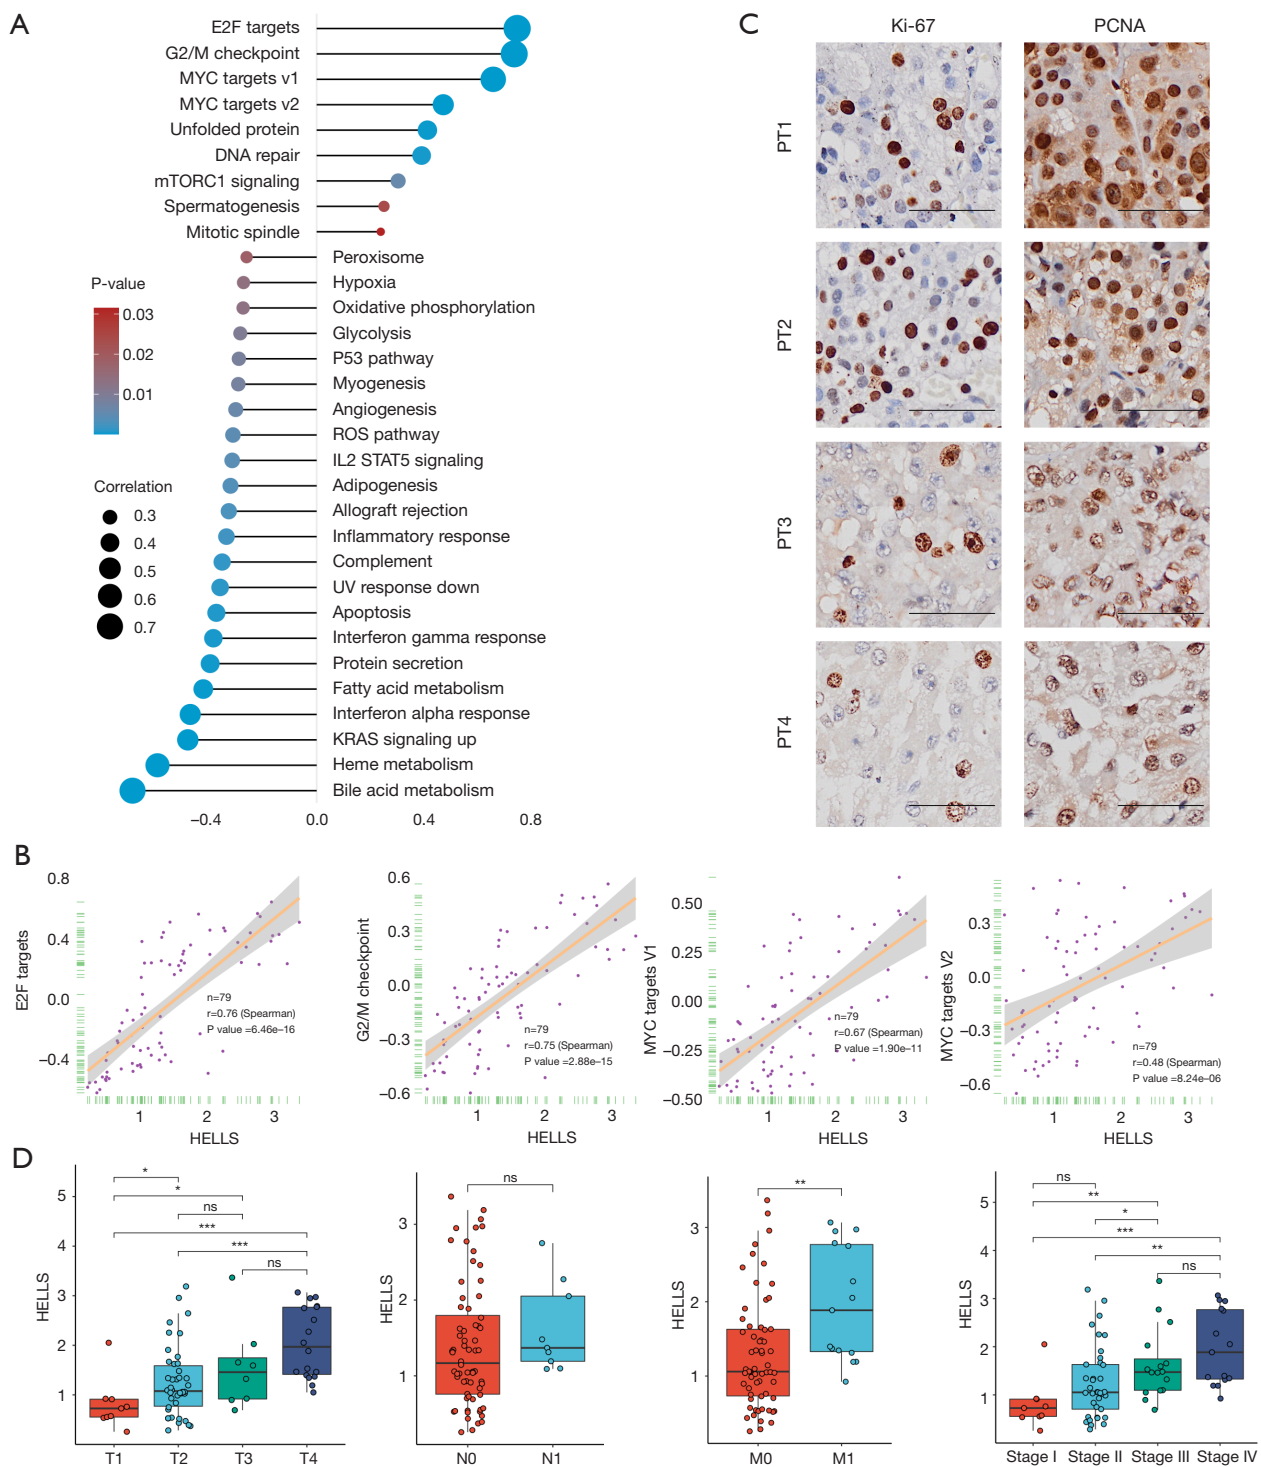 A
E2F targets
G2/M checkpoint
MYC targets v1
MYC targets v2
Unfolded protein
DNA repair
mTORC1 signaling
Spermatogenesis
Mitotic spindle
Peroxisome
Hypoxia
Oxidative phosphorylation
Glycolysis
P53 pathway
Myogenesis
Angiogenesis
ROS pathway
IL2 STAT5 signaling
Adipogenesis
Allograft rejection
Inflammatory response
Complement
UV response down
Apoptosis
Interferon gamma response
Protein secretion
Fatty acid metabolism
Interferon alpha response
KRAS signaling up
Heme metabolism
Bile acid metabolism
−0.4 0.0 0.4 0.8
P-value
0.03
0.02
0.01
Correlation
0.3
0.4
0.5
0.6
0.7
C
Ki-67 PCNA
PT1
PT2
PT3
PT4
B
E2F targets
0.8
0.4
0.0
−0.4
n=79
r=0.76 (Spearman)
P value =6.46e−16
1 2 3
HELLS
G2/M checkpoint
0.6
0.3
0.0
−0.3
−0.6
n=79
r=0.75 (Spearman)
P value =2.88e−15
1 2 3
HELLS
MYC targets V1
0.50
0.25
0.00
−0.25
−0.50
n=79
r=0.67 (Spearman)
P value =1.90e−11
1 2 3
HELLS
MYC targets V2
0.3
0.0
−0.3
−0.6
n=79
r=0.48 (Spearman)
P value =8.24e−06
1 2 3
HELLS
D
HELLS
5
4
3
2
1
*
*
ns
***
***
ns
T1 T2 T3 T4
HELLS
3
2
1
ns
N0 N1
HELLS
3
2
1
**
M0 M1
HELLS
5
4
3
2
1
ns
**
*
***
**
ns
Stage I Stage II Stage III Stage IV